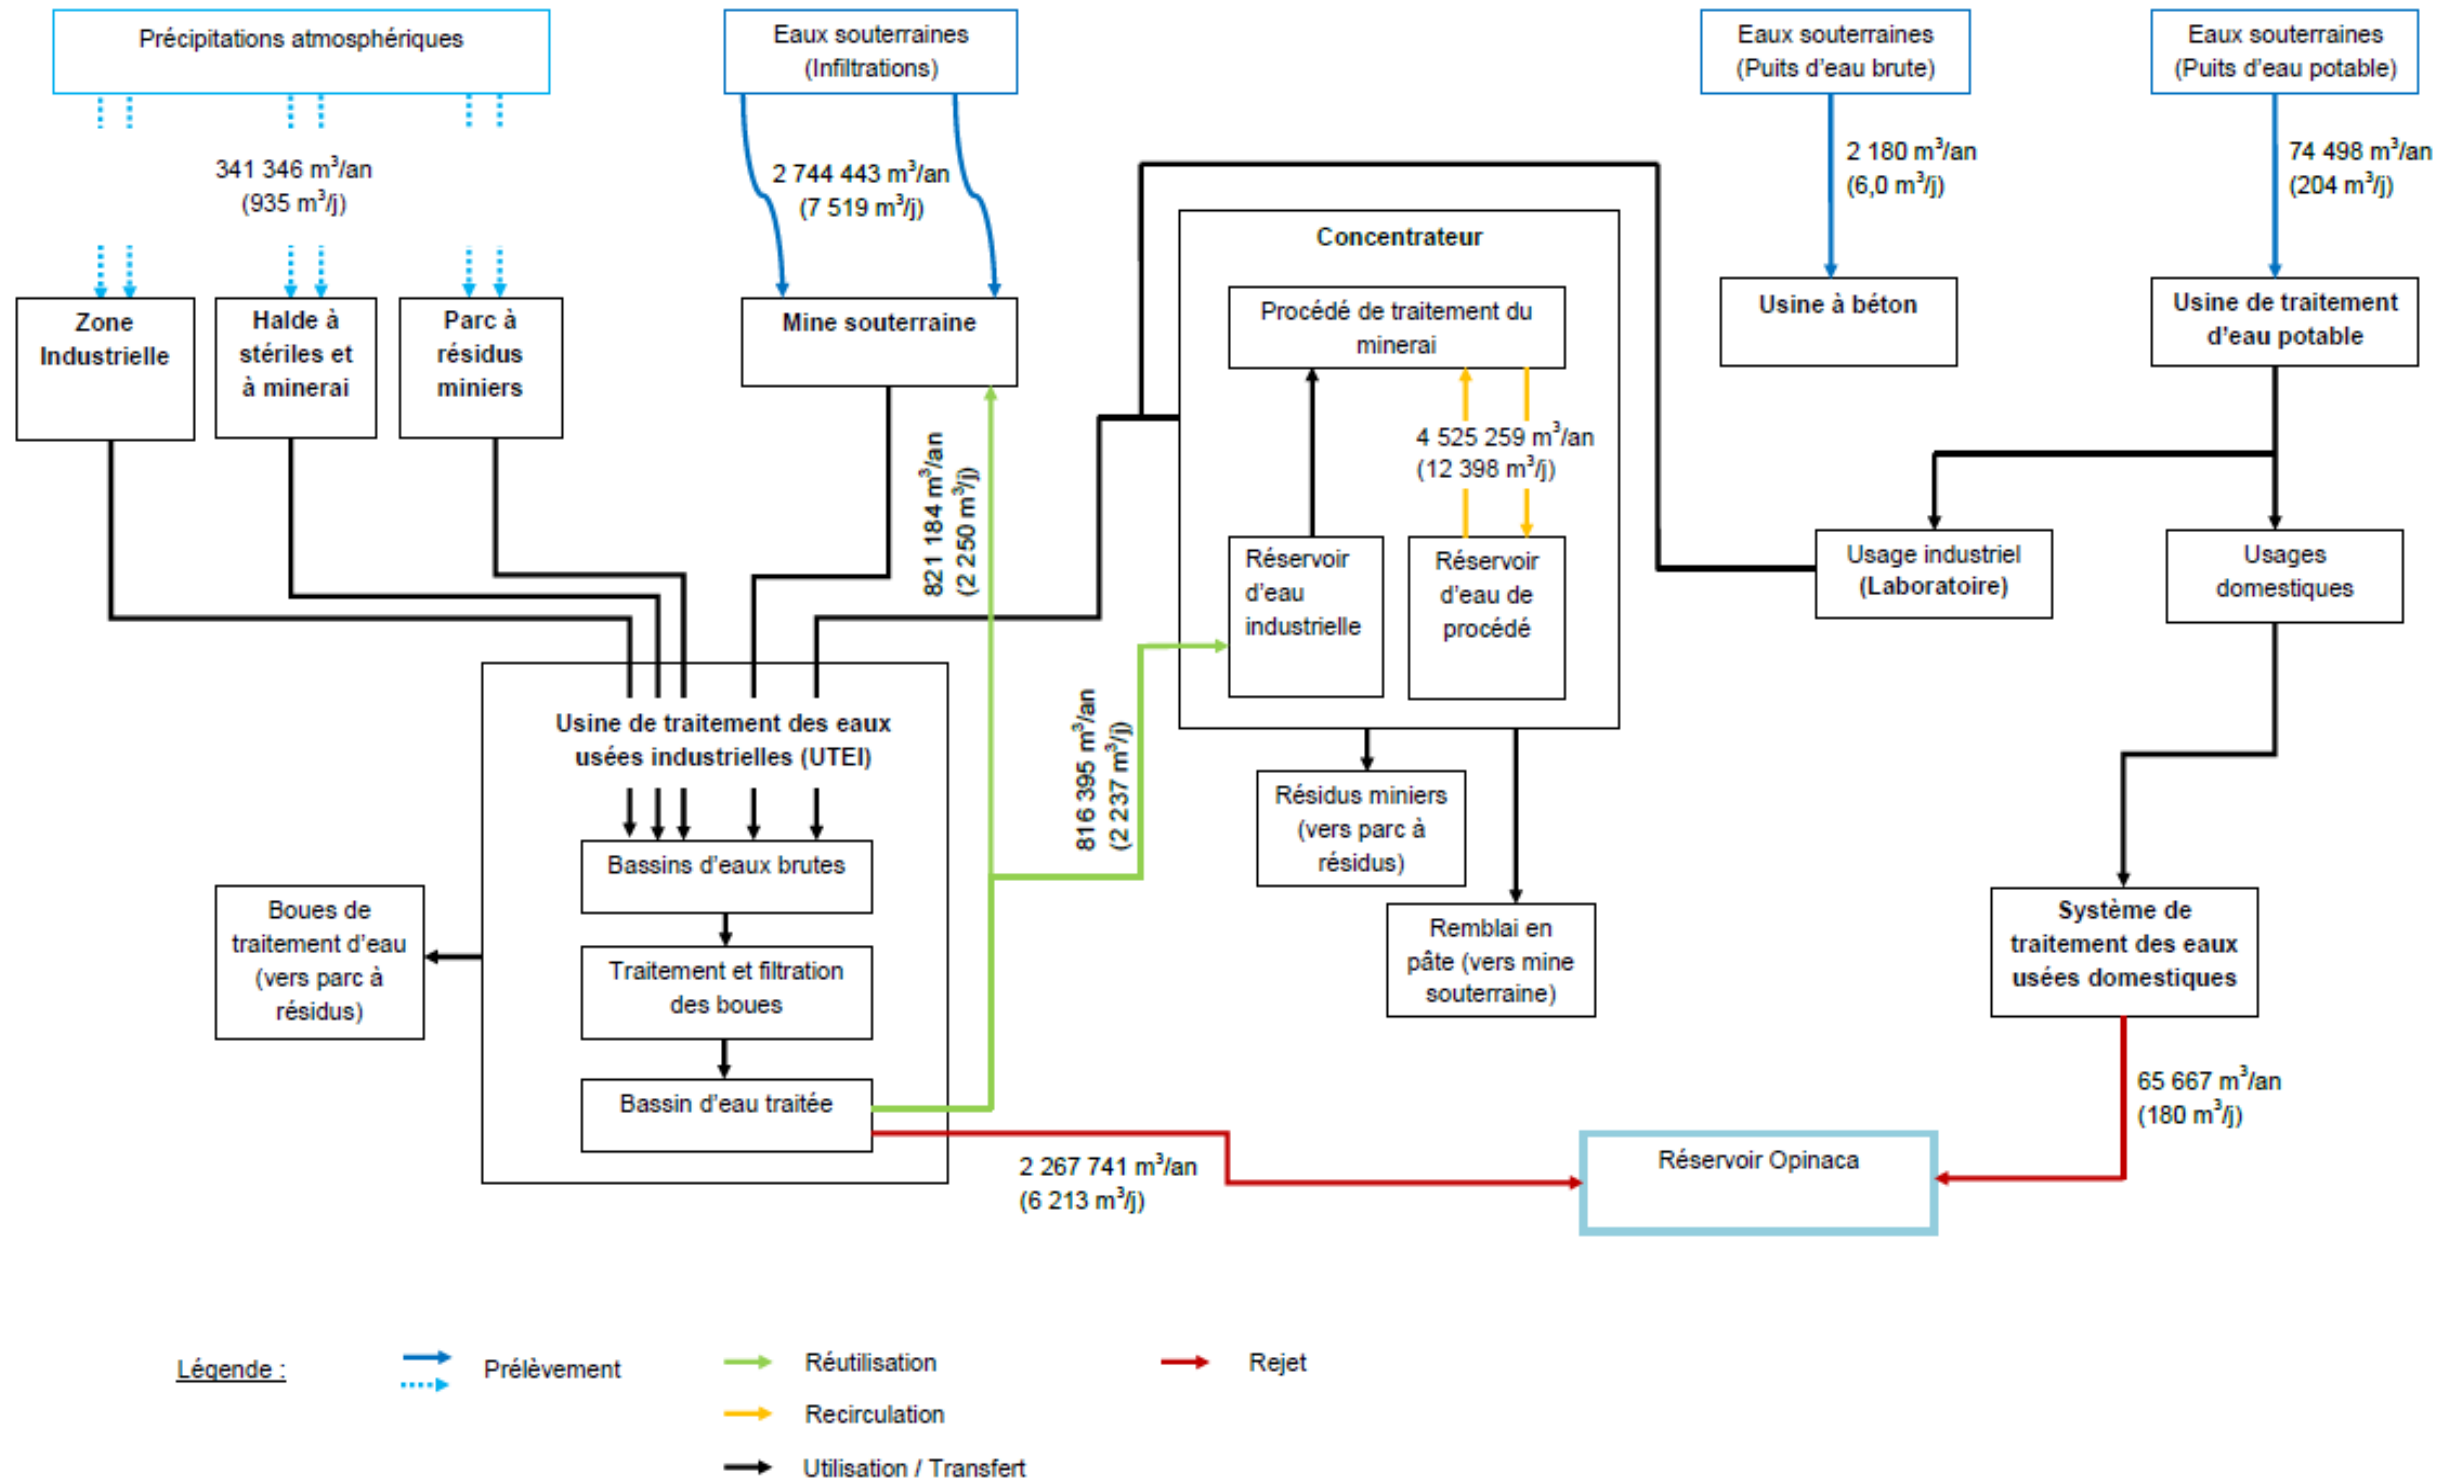 Précipitations atmosphériques
Eaux souterraines
(Infiltrations)
Eaux souterraines
(Puits d'eau brute)
Eaux souterraines
(Puits d'eau potable)
341 346 m³/an
(935 m³/j)
2 744 443 m³/an
(7 519 m³/j)
2 180 m³/an
(6,0 m³/j)
74 498 m³/an
(204 m³/j)
Zone
Industrielle
Halde à
stériles et
à minerai
Parc à
résidus
miniers
Mine souterraine
Concentrateur
Procédé de traitement du
minerai
4 525 259 m³/an
(12 398 m³/j)
Réservoir
d'eau
industrielle
Réservoir
d'eau de
procédé
Usine à béton
Usine de traitement
d'eau potable
Usage industriel
(Laboratoire)
Usages
domestiques
821 184 m³/an
(2 250 m³/j)
816 395 m³/an
(2 237 m³/j)
Usine de traitement des eaux
usées industrielles (UTEI)
Bassins d'eaux brutes
Traitement et filtration
des boues
Bassin d'eau traitée
Boues de
traitement d'eau
(vers parc à
résidus)
Résidus miniers
(vers parc à
résidus)
Remblai en
pâte (vers mine
souterraine)
Système de
traitement des eaux
usées domestiques
65 667 m³/an
(180 m³/j)
2 267 741 m³/an
(6 213 m³/j)
Réservoir Opinaca
Légende :
Prélèvement
Réutilisation
Rejet
Recirculation
Utilisation / Transfert